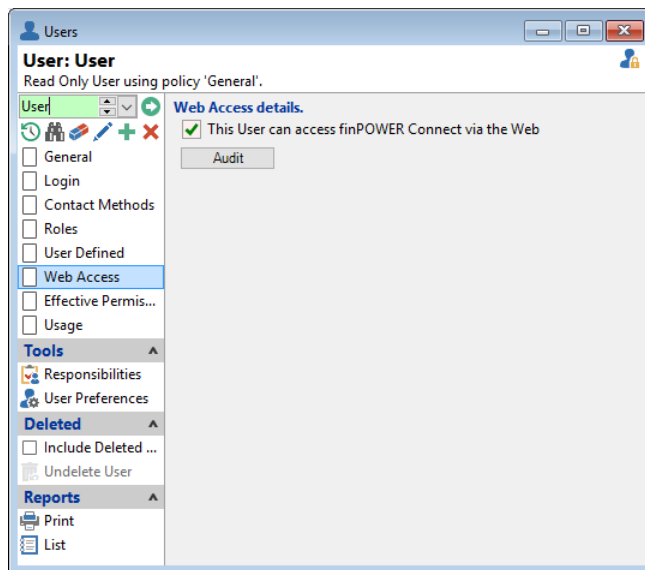 Users
User: User
Read Only User using policy 'General'.
User
General
Login
Contact Methods
Roles
User Defined
Web Access
Effective Permis...
Usage
Tools
Responsibilities
User Preferences
Deleted
Include Deleted ...
Undelete User
Reports
Print
List
Web Access details.
This User can access finPOWER Connect via the Web
Audit